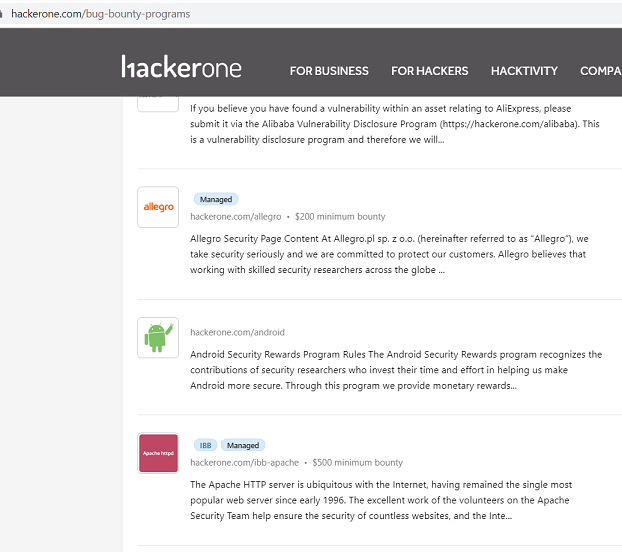 hackerone.com/bug-bounty-programs
hackerone
FOR BUSINESS FOR HACKERS HACKTIVITY COMPA
If you believe you have found a vulnerability within an asset relating to AliExpress, please
submit it via the Alibaba Vulnerability Disclosure Program (https://hackerone.com/alibaba). This
is a vulnerability disclosure program and therefore we will...
allegro
Managed
hackerone.com/allegro • $200 minimum bounty
Allegro Security Page Content At Allegro.pl sp. z o.o. (hereinafter referred to as “Allegro”), we
take security seriously and we are committed to protect our customers. Allegro believes that
working with skilled security researchers across the globe ...
hackerone.com/android
Android Security Rewards Program Rules The Android Security Rewards program recognizes the
contributions of security researchers who invest their time and effort in helping us make
Android more secure. Through this program we provide monetary rewards...
Apache httpd
IBB Managed
hackerone.com/ibb-apache • $500 minimum bounty
The Apache HTTP server is ubiquitous with the Internet, having remained the single most
popular web server since early 1996. The excellent work of the volunteers on the Apache
Security Team help ensure the security of countless websites, and the Inte...